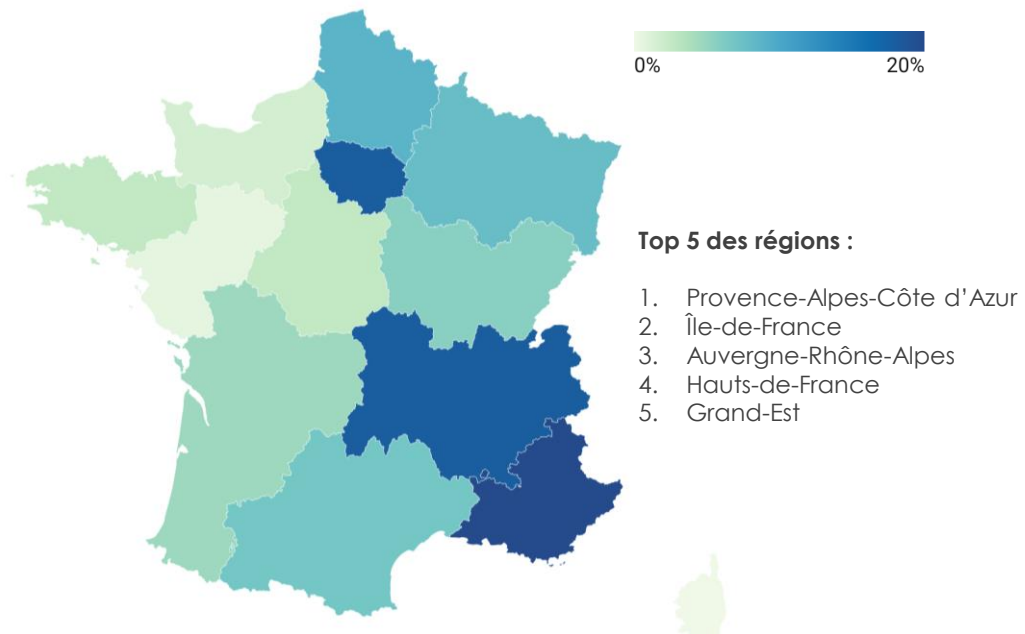 0%
20%
Top 5 des régions :
1. Provence-Alpes-Côte d’Azur
2. Île-de-France
3. Auvergne-Rhône-Alpes
4. Hauts-de-France
5. Grand-Est